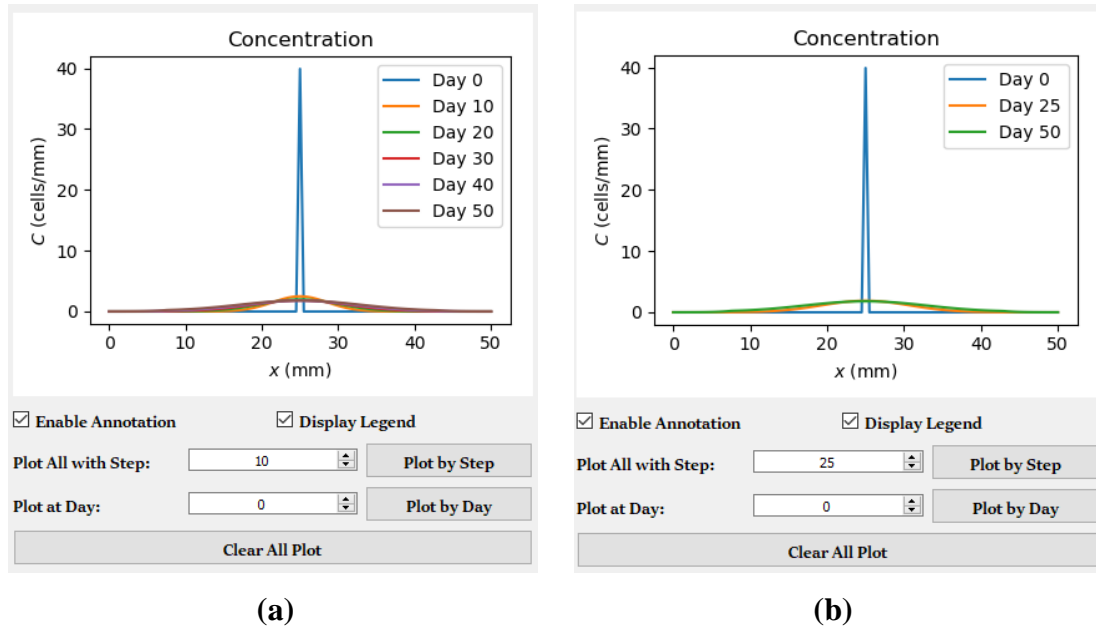 Concentration
40
30
20
10
0
C (cells/mm)
Day 0
Day 10
Day 20
Day 30
Day 40
Day 50
0 10 20 30 40 50
x (mm)
Enable Annotation Display Legend
Plot All with Step: 10 Plot by Step
Plot at Day: 0 Plot by Day
Clear All Plot
(a)
Concentration
40
30
20
10
0
C (cells/mm)
Day 0
Day 25
Day 50
0 10 20 30 40 50
x (mm)
Enable Annotation Display Legend
Plot All with Step: 25 Plot by Step
Plot at Day: 0 Plot by Day
Clear All Plot
(b)